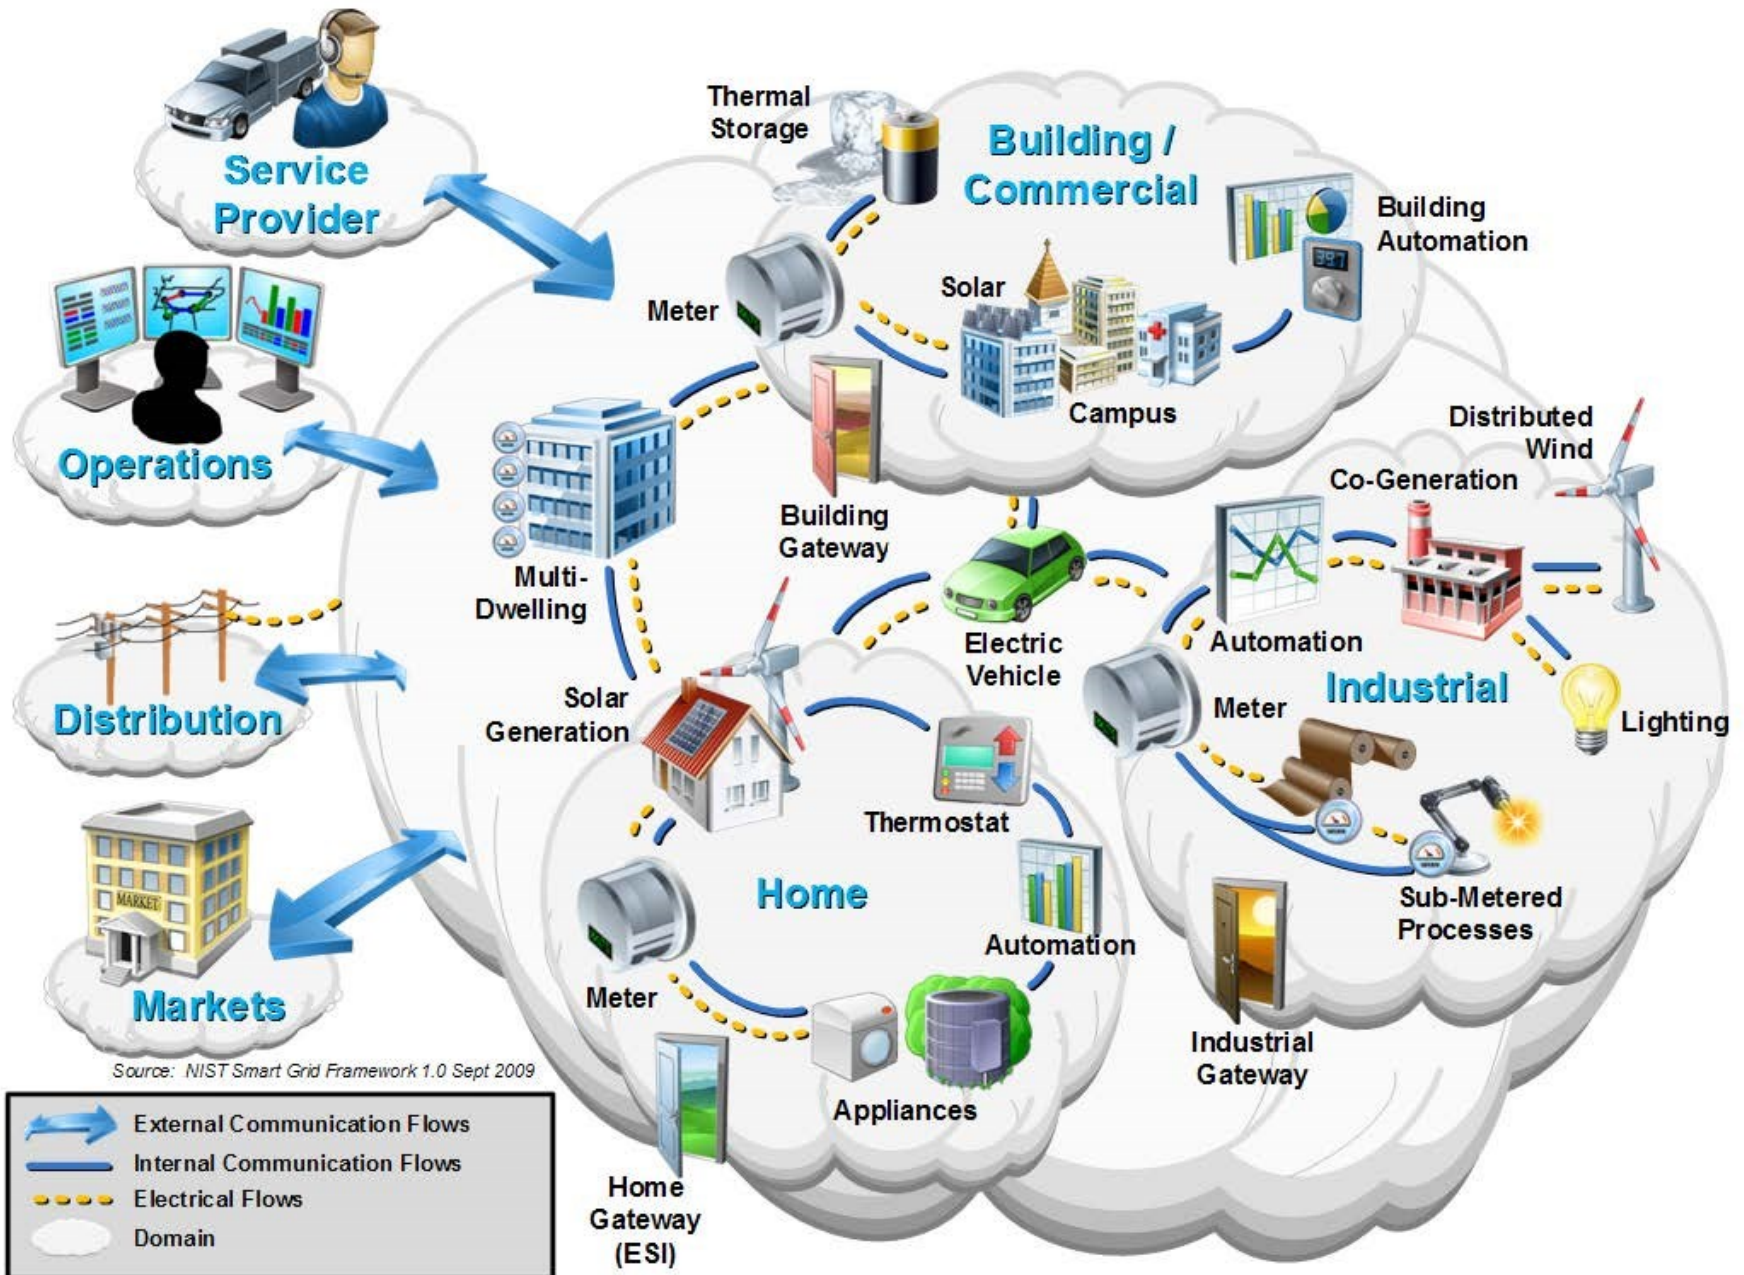 Service
Provider
Operations
Distribution
MARKET
Markets
Source: NIST Smart Grid Framework 1.0 Sept 2009
External Communication Flows
Internal Communication Flows
Electrical Flows
Domain
Thermal
Storage
Building /
Commercial
Building
Automation
Meter
Solar
Campus
Building
Gateway
Multi-
Dwelling
Electric
Vehicle
Distributed
Wind
Co-Generation
Automation
Industrial
Meter
Lighting
Sub-Metered
Processes
Industrial
Gateway
Solar
Generation
Thermostat
Home
Automation
Meter
Appliances
Home
Gateway
(ESI)